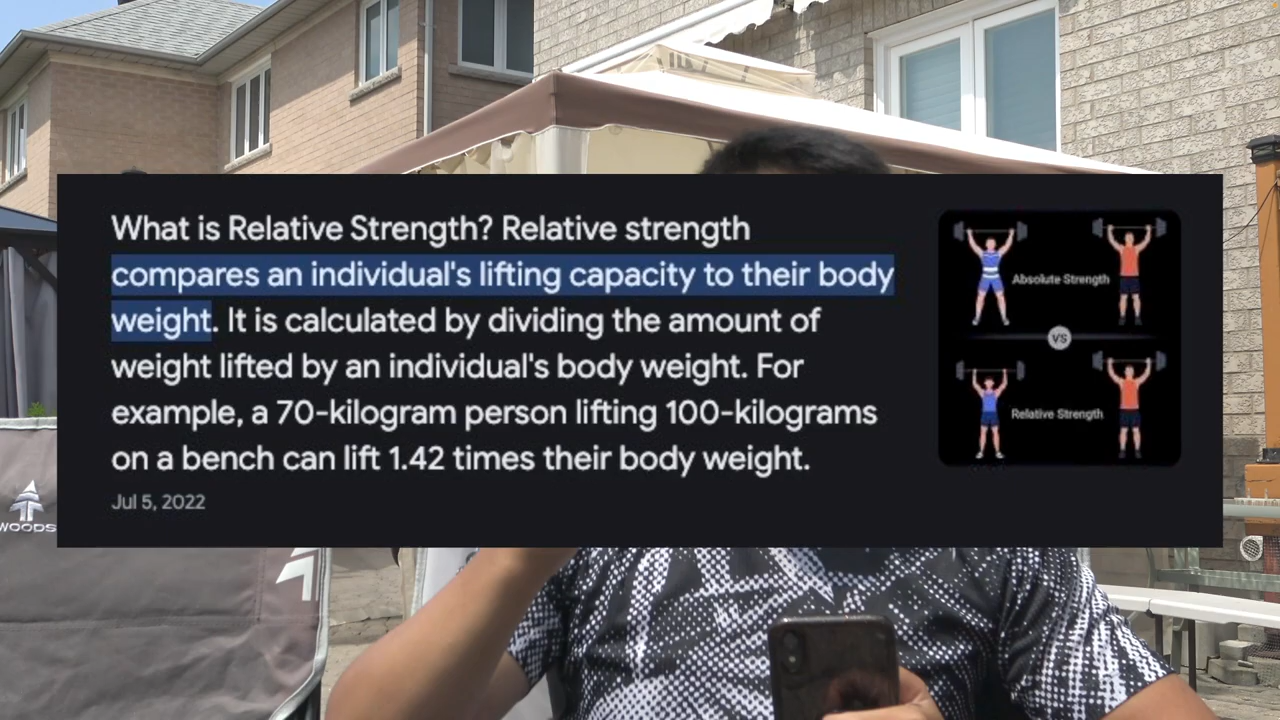 What is Relative Strength? Relative strength
compares an individual's lifting capacity to their body
weight. It is calculated by dividing the amount of
weight lifted by an individual's body weight. For
example, a 70-kilogram person lifting 100-kilograms
on a bench can lift 1.42 times their body weight.
Jul 5, 2022
Absolute Strength
VS
Relative Strength
WOODS